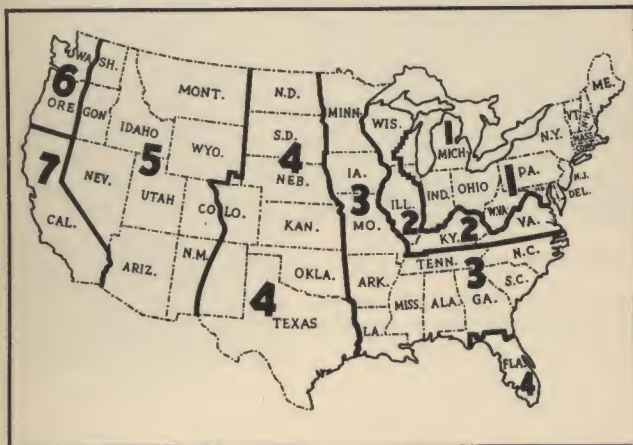 ME.
WASH.
MONT.
N.D.
MINN.
VT.
6
ORE
GON
WIS.
1
MICH.
N.Y.
MASS.
IDAHO
S.D.
5
WYO.
4
7
NEB.
IA.
3
1
PA.
N.J.
NEV.
UTAH
COLO.
ILL.
IND.
OHIO
DEL.
2
W.VA.
VA.
CAL.
KAN.
MO.
KY.
2
ARIZ.
N.M.
OKLA.
ARK.
TENN.
N.C.
3
S.C.
4
TEXAS
MISS.
ALA.
GA.
LA.
FLA.
4